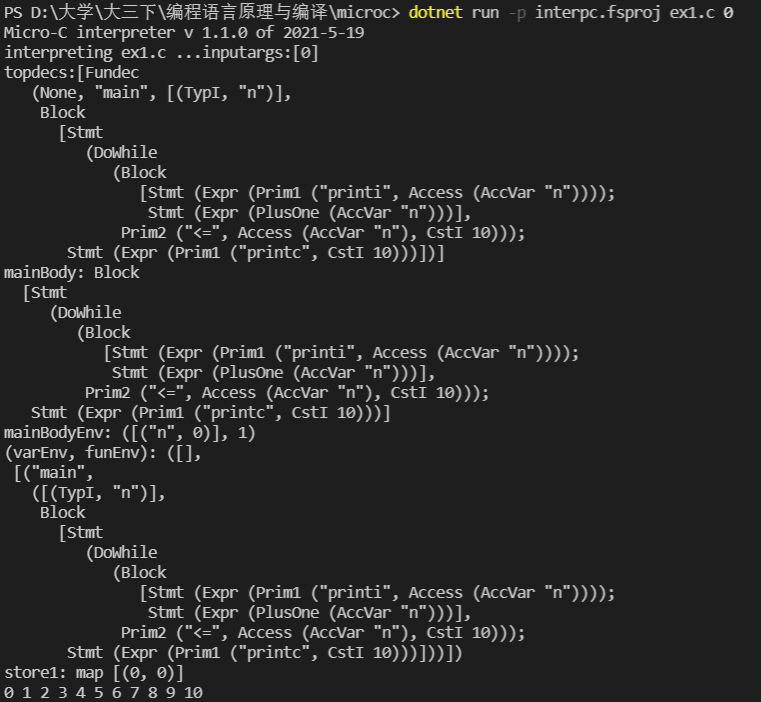 PS D:\大学\大三下\编程语言原理与编译\microc> dotnet run -p interpc.fsproj ex1.c 0
Micro-C interpreter v 1.1.0 of 2021-5-19
interpreting ex1.c ...inputargs:[0]
topdecs:[Fundec
   (None, "main", [(TypI, "n")],
    Block
      [Stmt
         (DoWhile
            (Block
               [Stmt (Expr (Prim1 ("printi", Access (AccVar "n"))));
                Stmt (Expr (PlusOne (AccVar "n")))],
             Prim2 ("<=", Access (AccVar "n"), CstI 10)));
       Stmt (Expr (Prim1 ("printc", CstI 10)))])]
mainBody: Block
  [Stmt
     (DoWhile
        (Block
           [Stmt (Expr (Prim1 ("printi", Access (AccVar "n"))));
            Stmt (Expr (PlusOne (AccVar "n")))],
         Prim2 ("<=", Access (AccVar "n"), CstI 10)));
   Stmt (Expr (Prim1 ("printc", CstI 10)))]
mainBodyEnv: ([("n", 0)], 1)
(varEnv, funEnv): ([],
 [("main",
   ([(TypI, "n")],
    Block
      [Stmt
         (DoWhile
            (Block
               [Stmt (Expr (Prim1 ("printi", Access (AccVar "n"))));
                Stmt (Expr (PlusOne (AccVar "n")))],
             Prim2 ("<=", Access (AccVar "n"), CstI 10)));
       Stmt (Expr (Prim1 ("printc", CstI 10)))]))])
store1: map [(0, 0)]
0 1 2 3 4 5 6 7 8 9 10